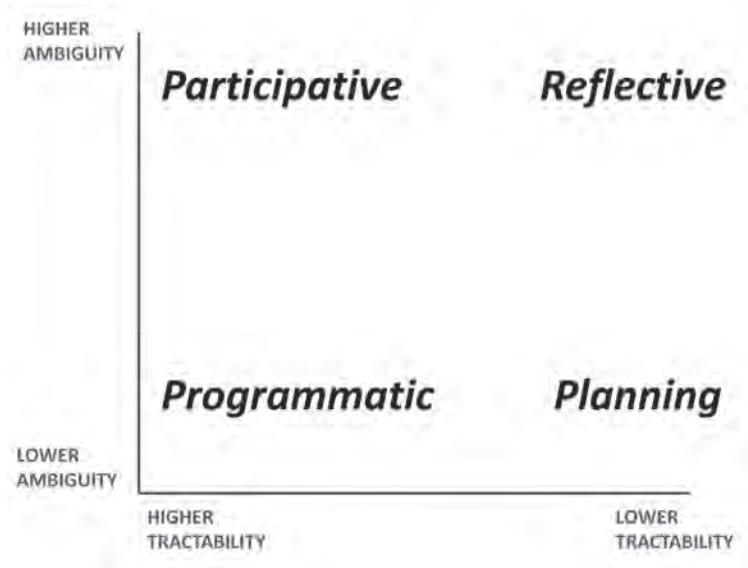 HIGHER
AMBIGUITY
Participative
Reflective
Programmatic
Planning
LOWER
AMBIGUITY
HIGHER
TRACTABILITY
LOWER
TRACTABILITY